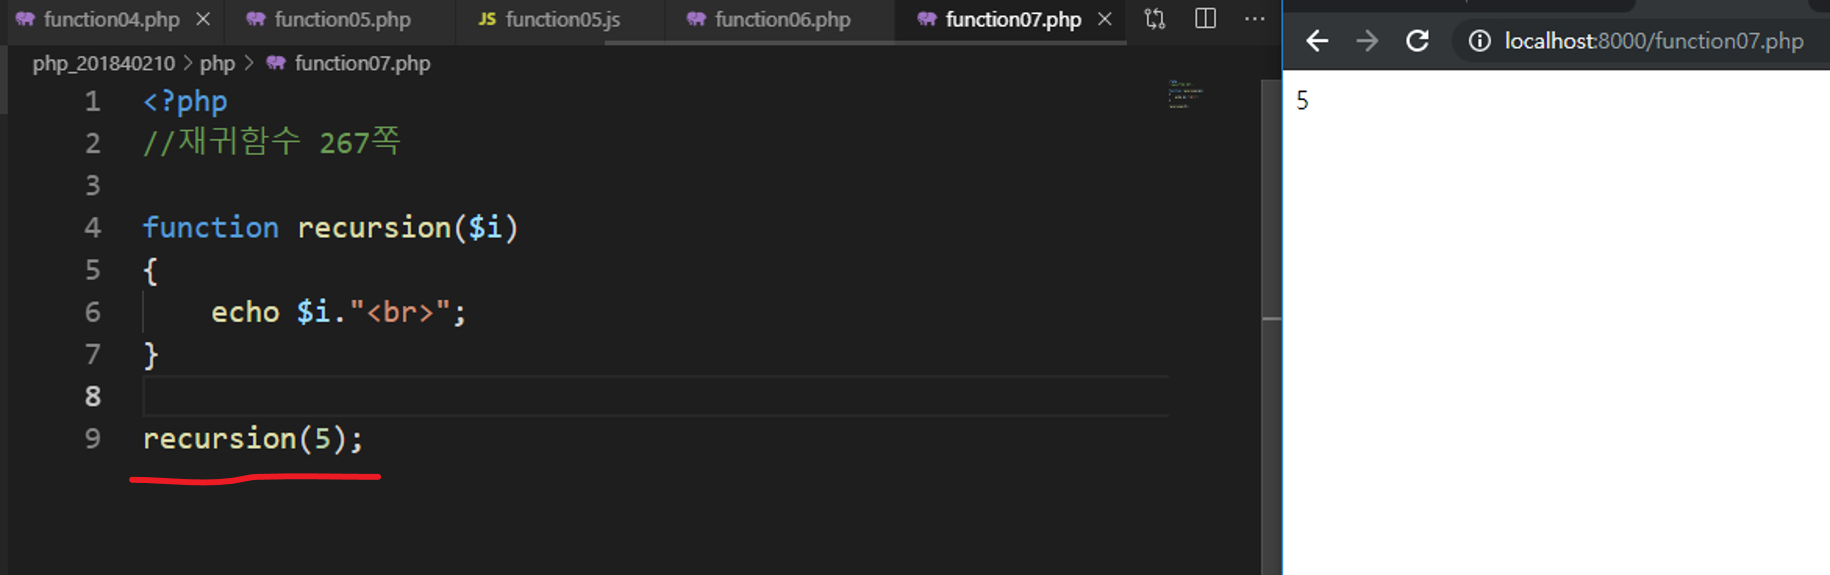 function04.php
function05.php
JS function05.js
function06.php
function07.php
localhost:8000/function07.php
php_201840210 > php > function07.php
1 <?php
2 //재귀함수 267쪽
3
4 function recursion($i)
5 {
6 echo $i."<br>";
7 }
8
9 recursion(5);
5